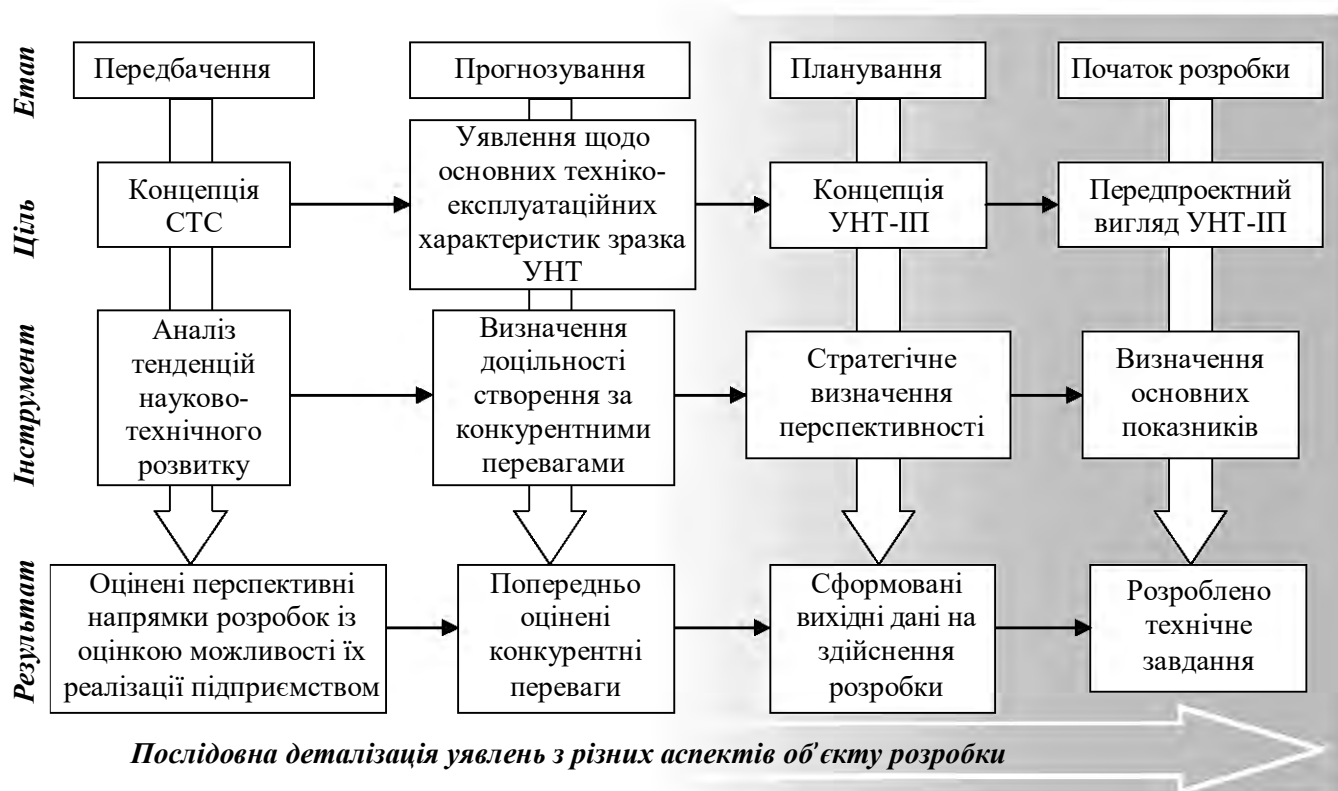 Етап
Передбачення
Прогнозування
Планування
Початок розробки
Ціль
Концепція
СТС
Уявлення щодо
основних техніко-
експлуатаційних
характеристик зразка
УНТ
Концепція
УНТ-ІП
Передпроектний
вигляд УНТ-ІП
Інструмент
Аналіз
тенденцій
науково-
технічного
розвитку
Визначення
доцільності
створення за
конкурентними
перевагами
Стратегічне
визначення
перспективності
Визначення
основних
показників
Результат
Оцінені перспективні
напрямки розробок із
оцінкою можливості їх
реалізації підприємством
Попередньо
оцінені
конкурентні
переваги
Сформовані
вихідні дані на
здійснення
розробки
Розроблено
технічне
завдання
Послідовна деталізація уявлень з різних аспектів об'єкту розробки